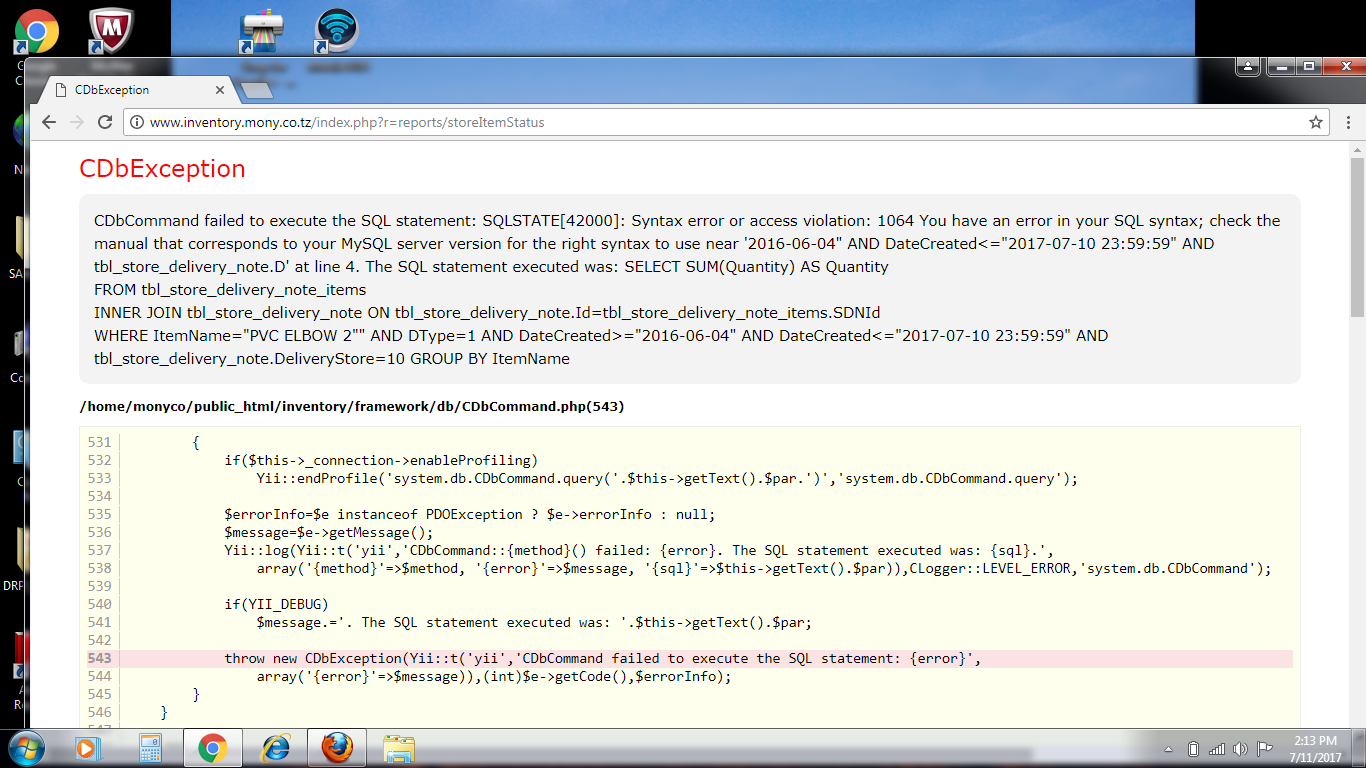 CDbException
www.inventory.mony.co.tz/index.php?r=reports/storeItemStatus
CDbException
CDbCommand failed to execute the SQL statement: SQLSTATE[42000]: Syntax error or access violation: 1064 You have an error in your SQL syntax; check the
manual that corresponds to your MySQL server version for the right syntax to use near '2016-06-04" AND DateCreated<="2017-07-10 23:59:59" AND
tbl_store_delivery_note.D' at line 4. The SQL statement executed was: SELECT SUM(Quantity) AS Quantity
FROM tbl_store_delivery_note_items
INNER JOIN tbl_store_delivery_note ON tbl_store_delivery_note.Id=tbl_store_delivery_note_items.SDNId
WHERE ItemName="PVC ELBOW 2"" AND DType=1 AND DateCreated>="2016-06-04" AND DateCreated<="2017-07-10 23:59:59" AND
tbl_store_delivery_note.DeliveryStore=10 GROUP BY ItemName
/home/monyco/public_html/inventory/framework/db/CDbCommand.php(543)
531 {
532 if($this->_connection->enableProfiling)
533 Yii::endProfile('system.db.CDbCommand.query('.$this->getText().$par.')','system.db.CDbCommand.query');
534
535 $errorInfo=$e instanceof PDOException ? $e->errorInfo : null;
536 $message=$e->getMessage();
537 Yii::log(Yii::t('yii','CDbCommand::{method}() failed: {error}. The SQL statement executed was: {sql}.',
538 array('{method}'=>$method, '{error}'=>$message, '{sql}'=>$this->getText().$par)),CLogger::LEVEL_ERROR,'system.db.CDbCommand');
539
540 if(YII_DEBUG)
541 $message.='. The SQL statement executed was: '.$this->getText().$par;
542
543 throw new CDbException(Yii::t('yii','CDbCommand failed to execute the SQL statement: {error}',
544 array('{error}'=>$message)),(int)$e->getCode(),$errorInfo);
545 }
546 }
2:13 PM
7/11/2017